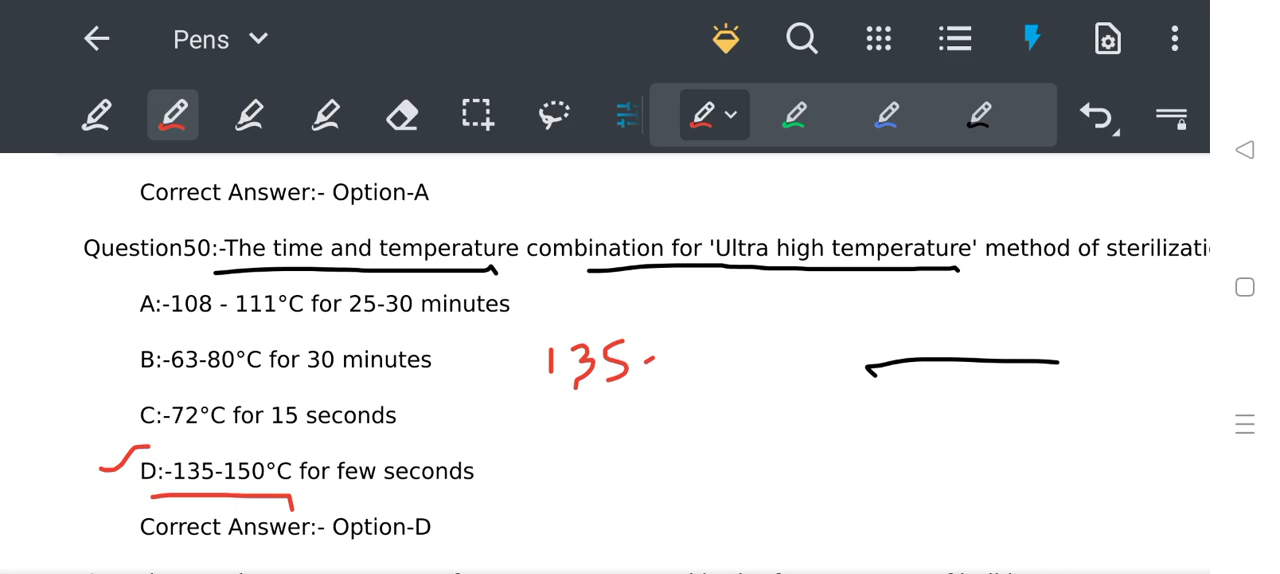 Pens
Correct Answer:- Option-A
Question50:-The time and temperature combination for 'Ultra high temperature' method of sterilizati
A:-108 - 111°C for 25-30 minutes
B:-63-80°C for 30 minutes
135-
C:-72°C for 15 seconds
D:-135-150°C for few seconds
Correct Answer:- Option-D